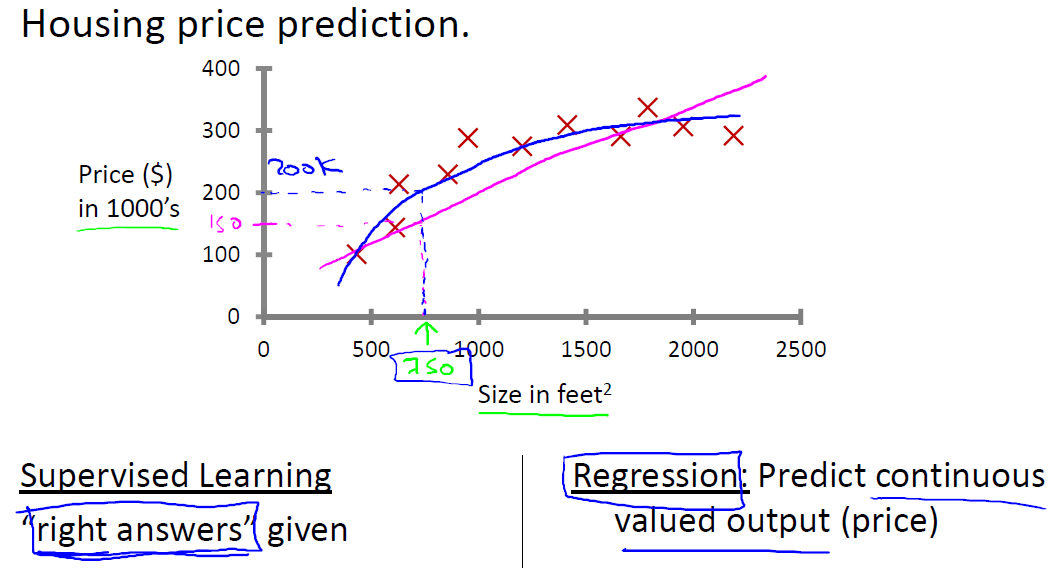 Housing price prediction.
400
300
200K
Price ($)
200
in 1000's
150
100
0
0 500 1000 1500 2000 2500
750
Size in feet²
Supervised Learning
"right answers" given
Regression: Predict continuous
valued output (price)